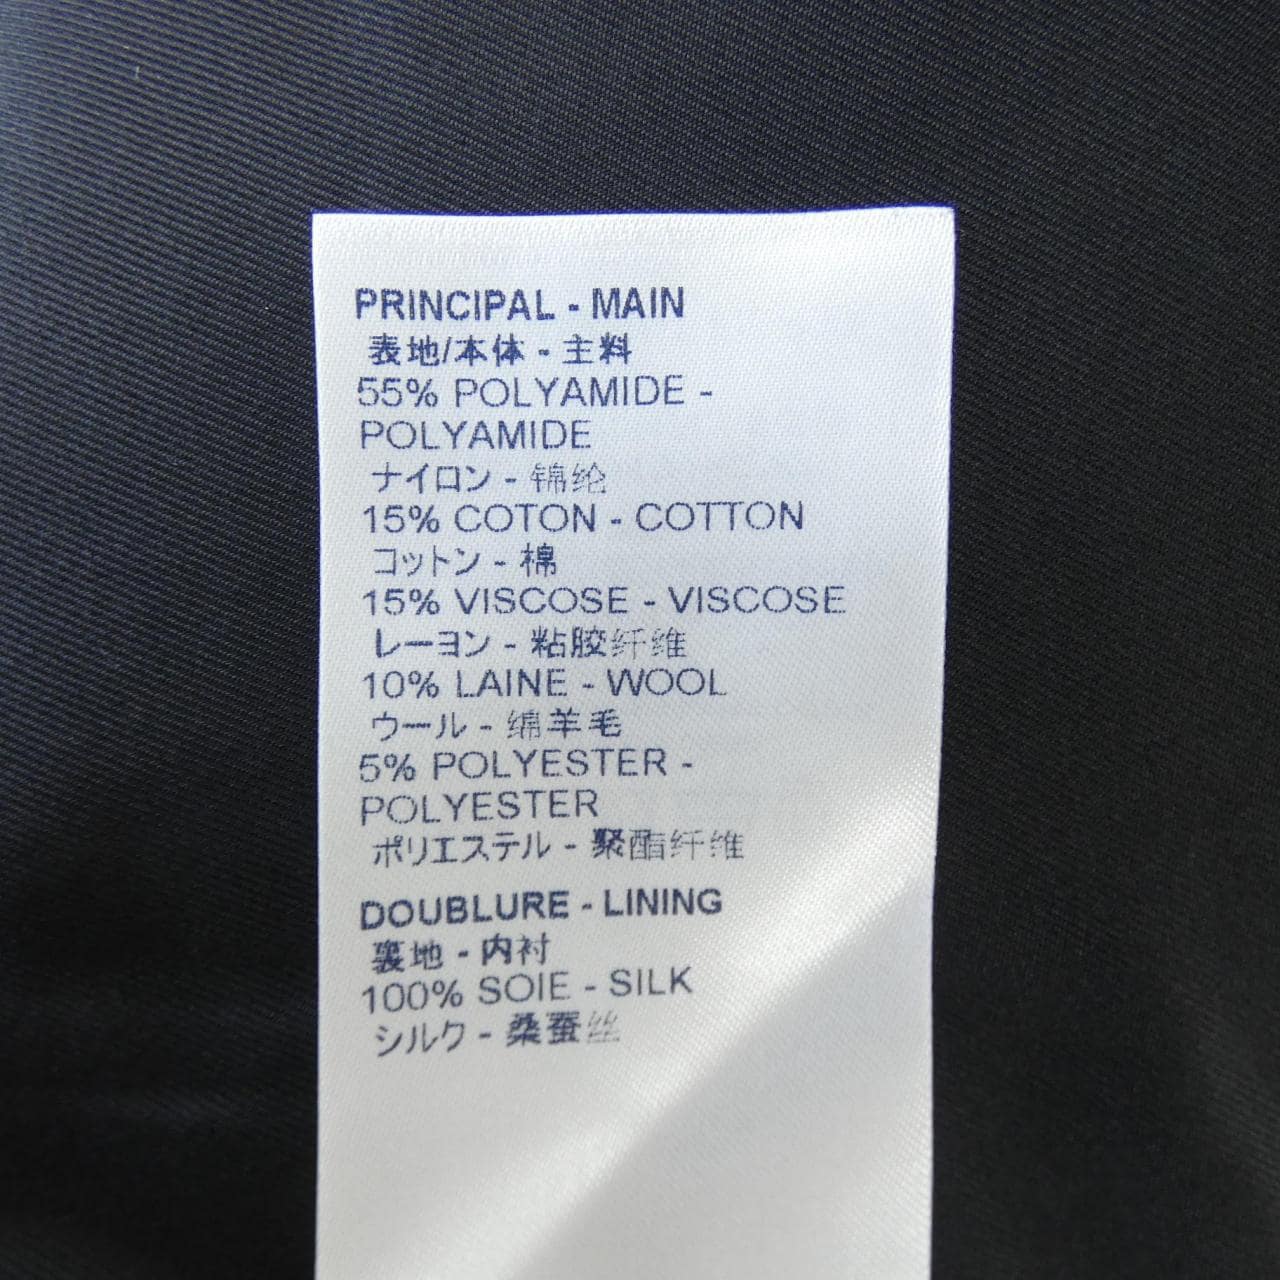 PRINCIPAL - MAIN
表地/本体 - 主料
55% POLYAMIDE -
POLYAMIDE
ナイロン - 锦纶
15% COTON - COTTON
コットン - 棉
15% VISCOSE - VISCOSE
レーヨン - 粘胶纤维
10% LAINE - WOOL
ウール - 绵羊毛
5% POLYESTER -
POLYESTER
ポリエステル - 聚酯纤维
DOUBLURE - LINING
裏地 - 内衬
100% SOIE - SILK
シルク - 桑蚕丝